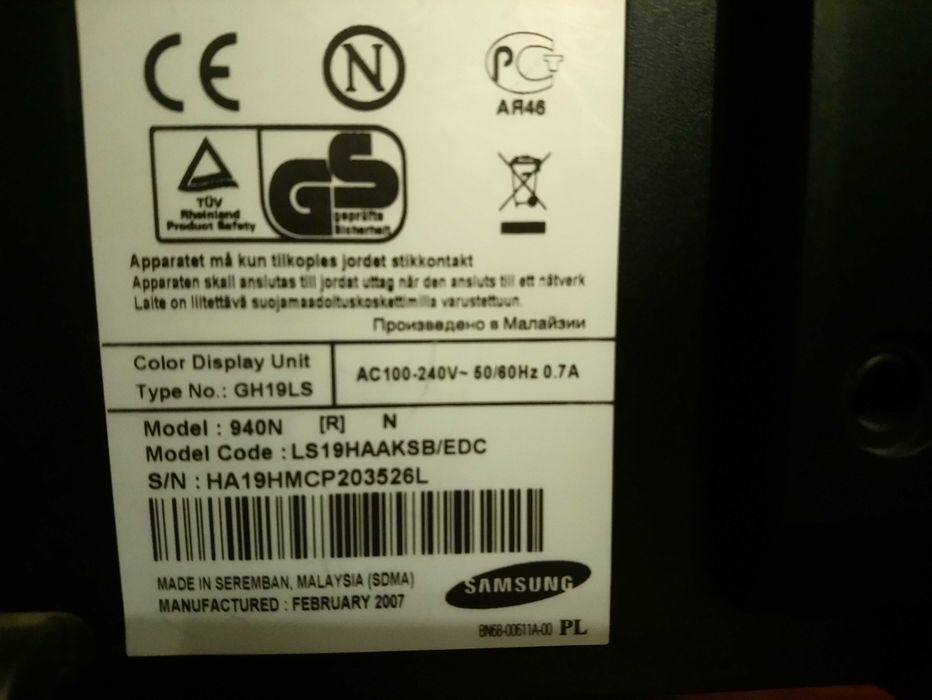 CE N PCT
АЯ46
TÜV
Rheinland
Product Safety
GS
geprüfte
Sicherheit
Apparatet må kun tilkoples jordet stikkontakt
Apparaten skall anslutas till jordat uttag när den ansluts till ett nätverk
Laite on liitettävä suojamaadoituskoskettimilla varustettuun.
Произведено в Малайзии
Color Display Unit
Type No.: GH19LS
AC100-240V~ 50/60Hz 0.7A
Model : 940N [R] N
Model Code : LS19HAAKSB/EDC
S/N : HA19HMCP203526L
MADE IN SEREMBAN, MALAYSIA (SDMA)
MANUFACTURED : FEBRUARY 2007
SAMSUNG
BN68-00611A-00 PL